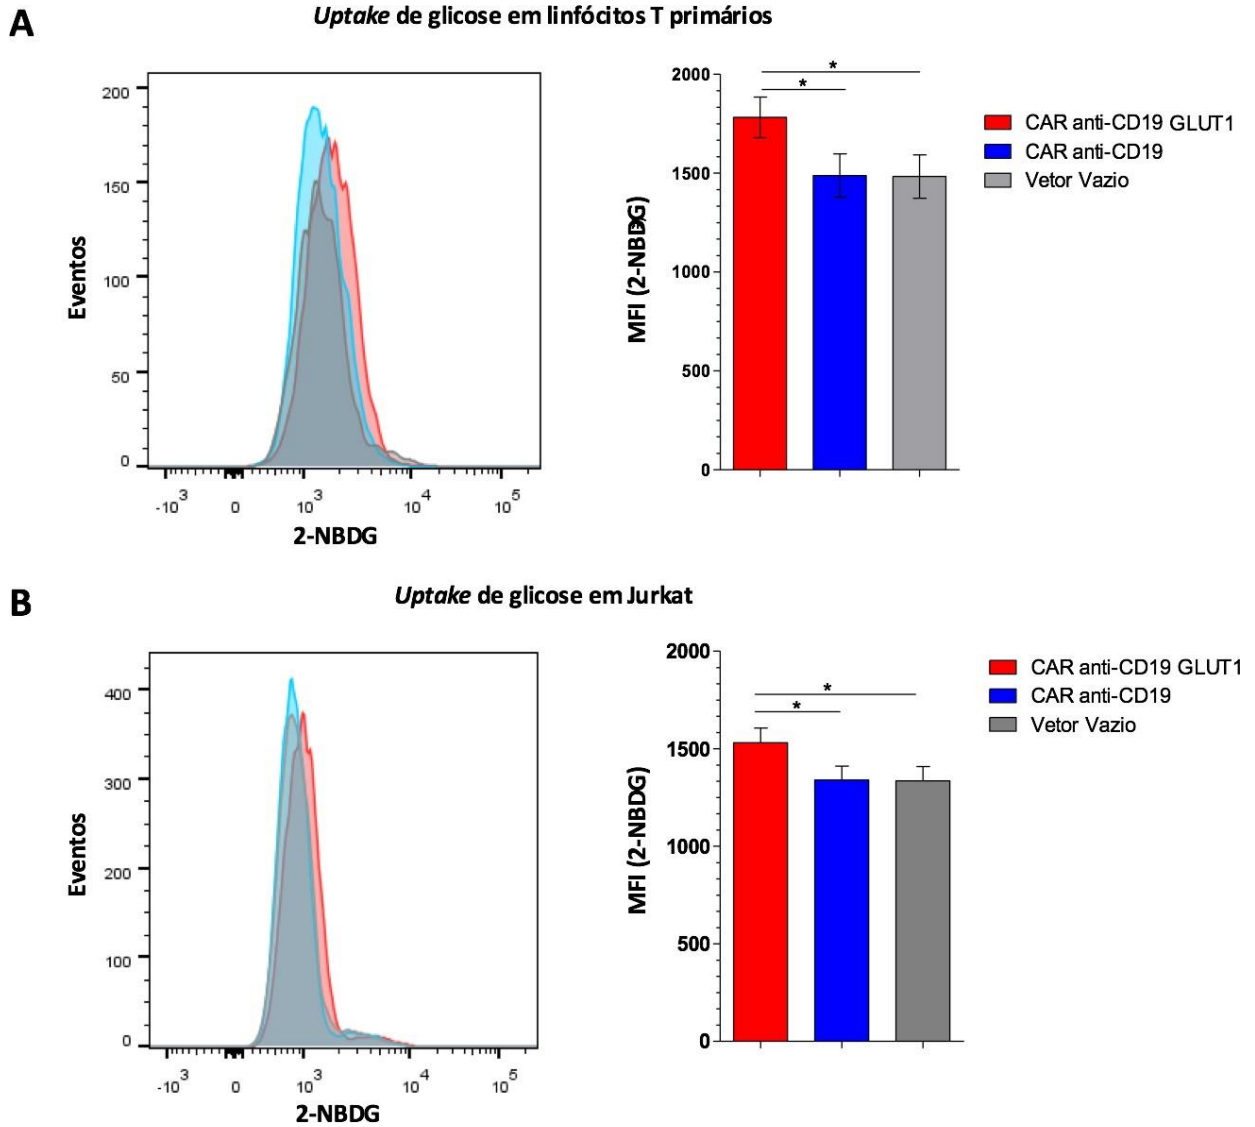 A
Uptake de glicose em linfócitos T primários
200
150
100
50
0
Eventos
-10³ 0 10³ 10⁴ 10⁵
2-NBDG
2000
1500
1000
500
0
MFI (2-NBDG)
*
*
CAR anti-CD19 GLUT1
CAR anti-CD19
Vetor Vazio
B
Uptake de glicose em Jurkat
400
300
200
100
0
Eventos
-10³ 0 10³ 10⁴ 10⁵
2-NBDG
2000
1500
1000
500
0
MFI (2-NBDG)
*
*
CAR anti-CD19 GLUT1
CAR anti-CD19
Vetor Vazio